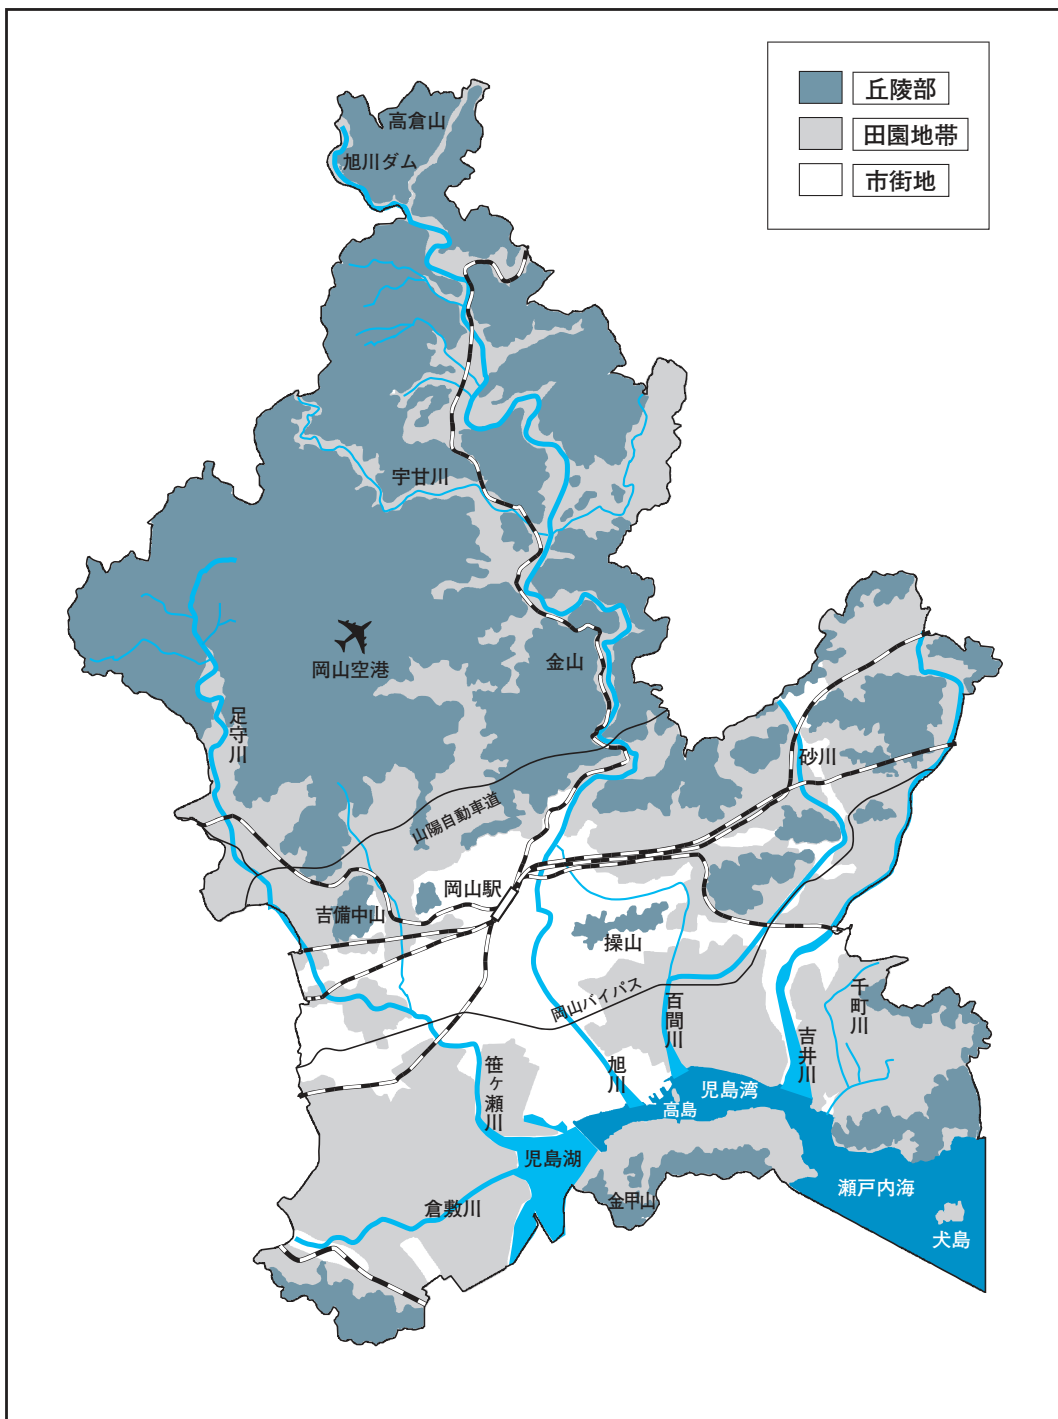 丘陵部
田園地帯
市街地
高倉山
旭川ダム
宇甘川
岡山空港
金山
足守川
砂川
山陽自動車道
岡山駅
吉備中山
操山
岡山バイパス
百間川
千町川
吉井川
笹ヶ瀬川
旭川
児島湾
高島
児島湖
瀬戸内海
金甲山
倉敷川
犬島